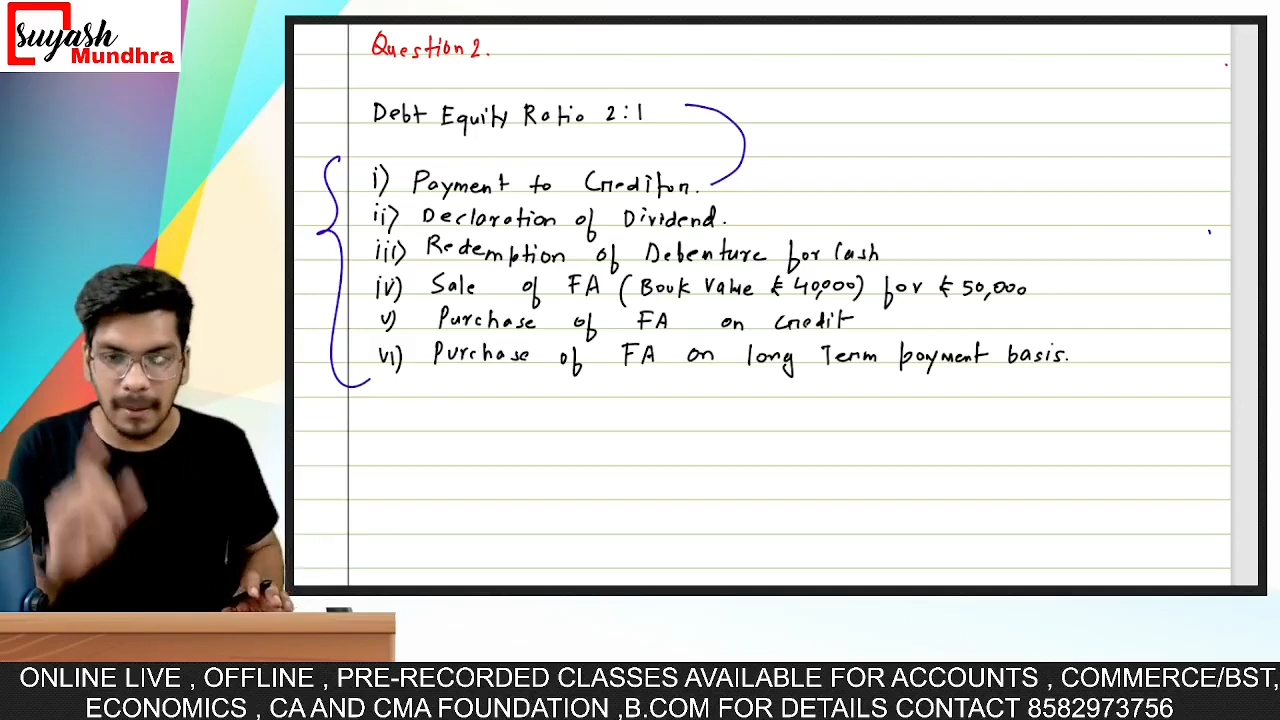 Suyash
Mundhra
Question 2.
Debt Equity Ratio 2:1
i) Payment to Creditor.
ii) Declaration of Dividend.
iii) Redemption of Debenture for Cash
iv) Sale of FA (Book Value ₹ 40,000) for ₹ 50,000
v) Purchase of FA on credit
vi) Purchase of FA on long Term payment basis.
ONLINE LIVE , OFFLINE , PRE-RECORDED CLASSES AVAILABLE FOR ACCOUNTS , COMMERCE/BST,
ECONOMICS , CA AND CMA FOUNDATION ,B.COM FOR DETAILS CONTACT 8582973756